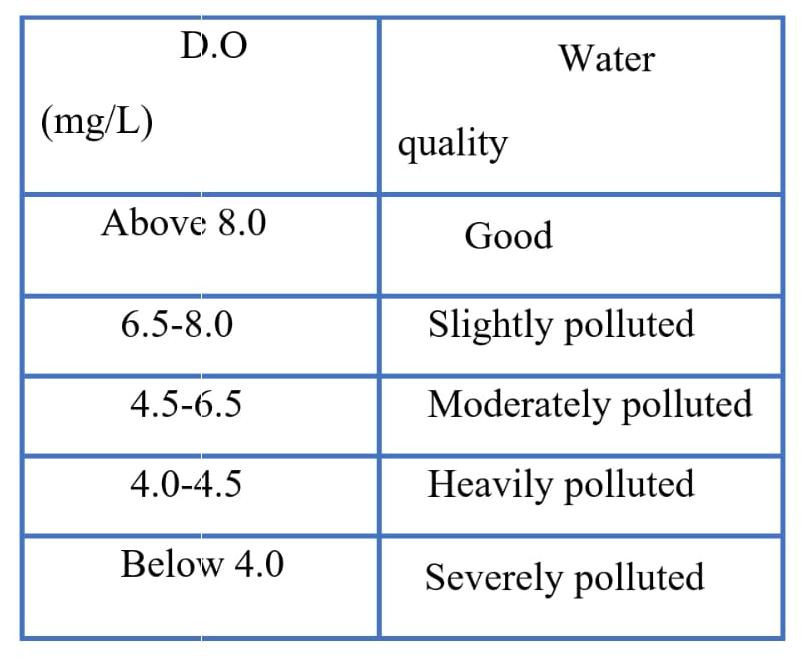 D.O
(mg/L)
Water
quality
Above 8.0
Good
6.5-8.0
Slightly polluted
4.5-6.5
Moderately polluted
4.0-4.5
Heavily polluted
Below 4.0
Severely polluted